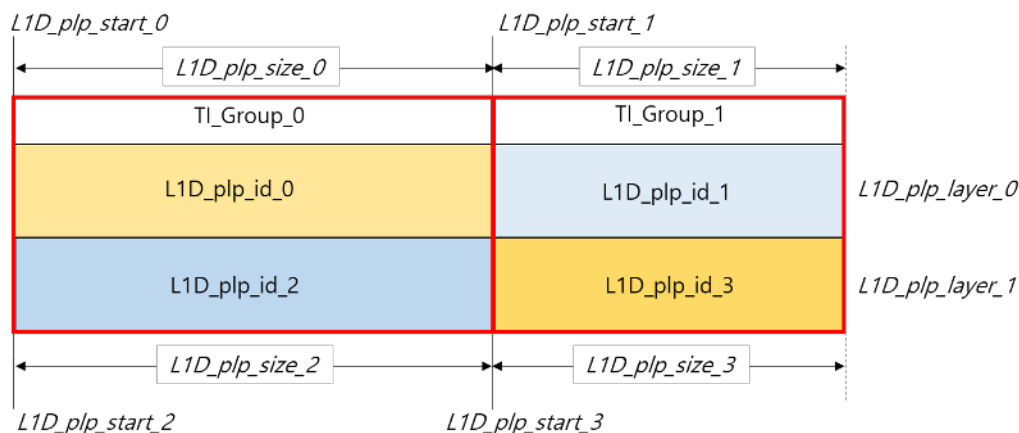 L1D_plp_start_0
L1D_plp_start_1
L1D_plp_size_0
L1D_plp_size_1
TI_Group_0
TI_Group_1
L1D_plp_id_0
L1D_plp_id_1
L1D_plp_layer_0
L1D_plp_id_2
L1D_plp_id_3
L1D_plp_layer_1
L1D_plp_size_2
L1D_plp_size_3
L1D_plp_start_2
L1D_plp_start_3